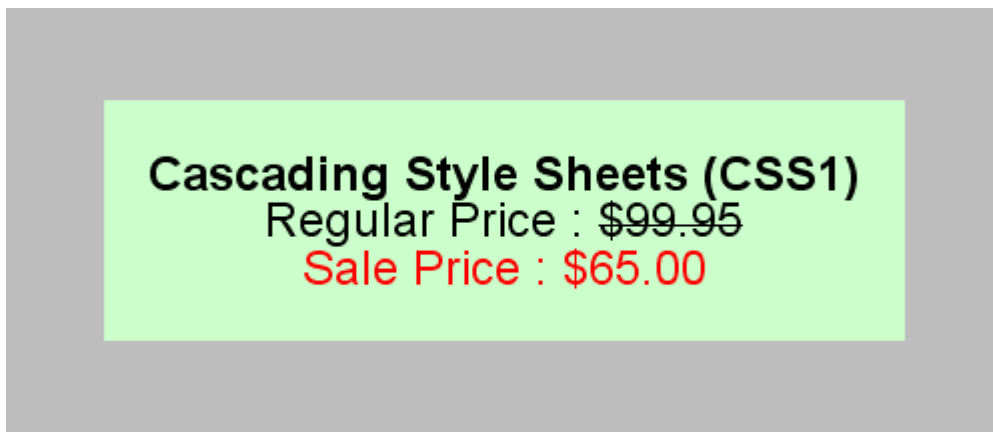 Cascading Style Sheets (CSS1)
Regular Price : $99.95
Sale Price : $65.00